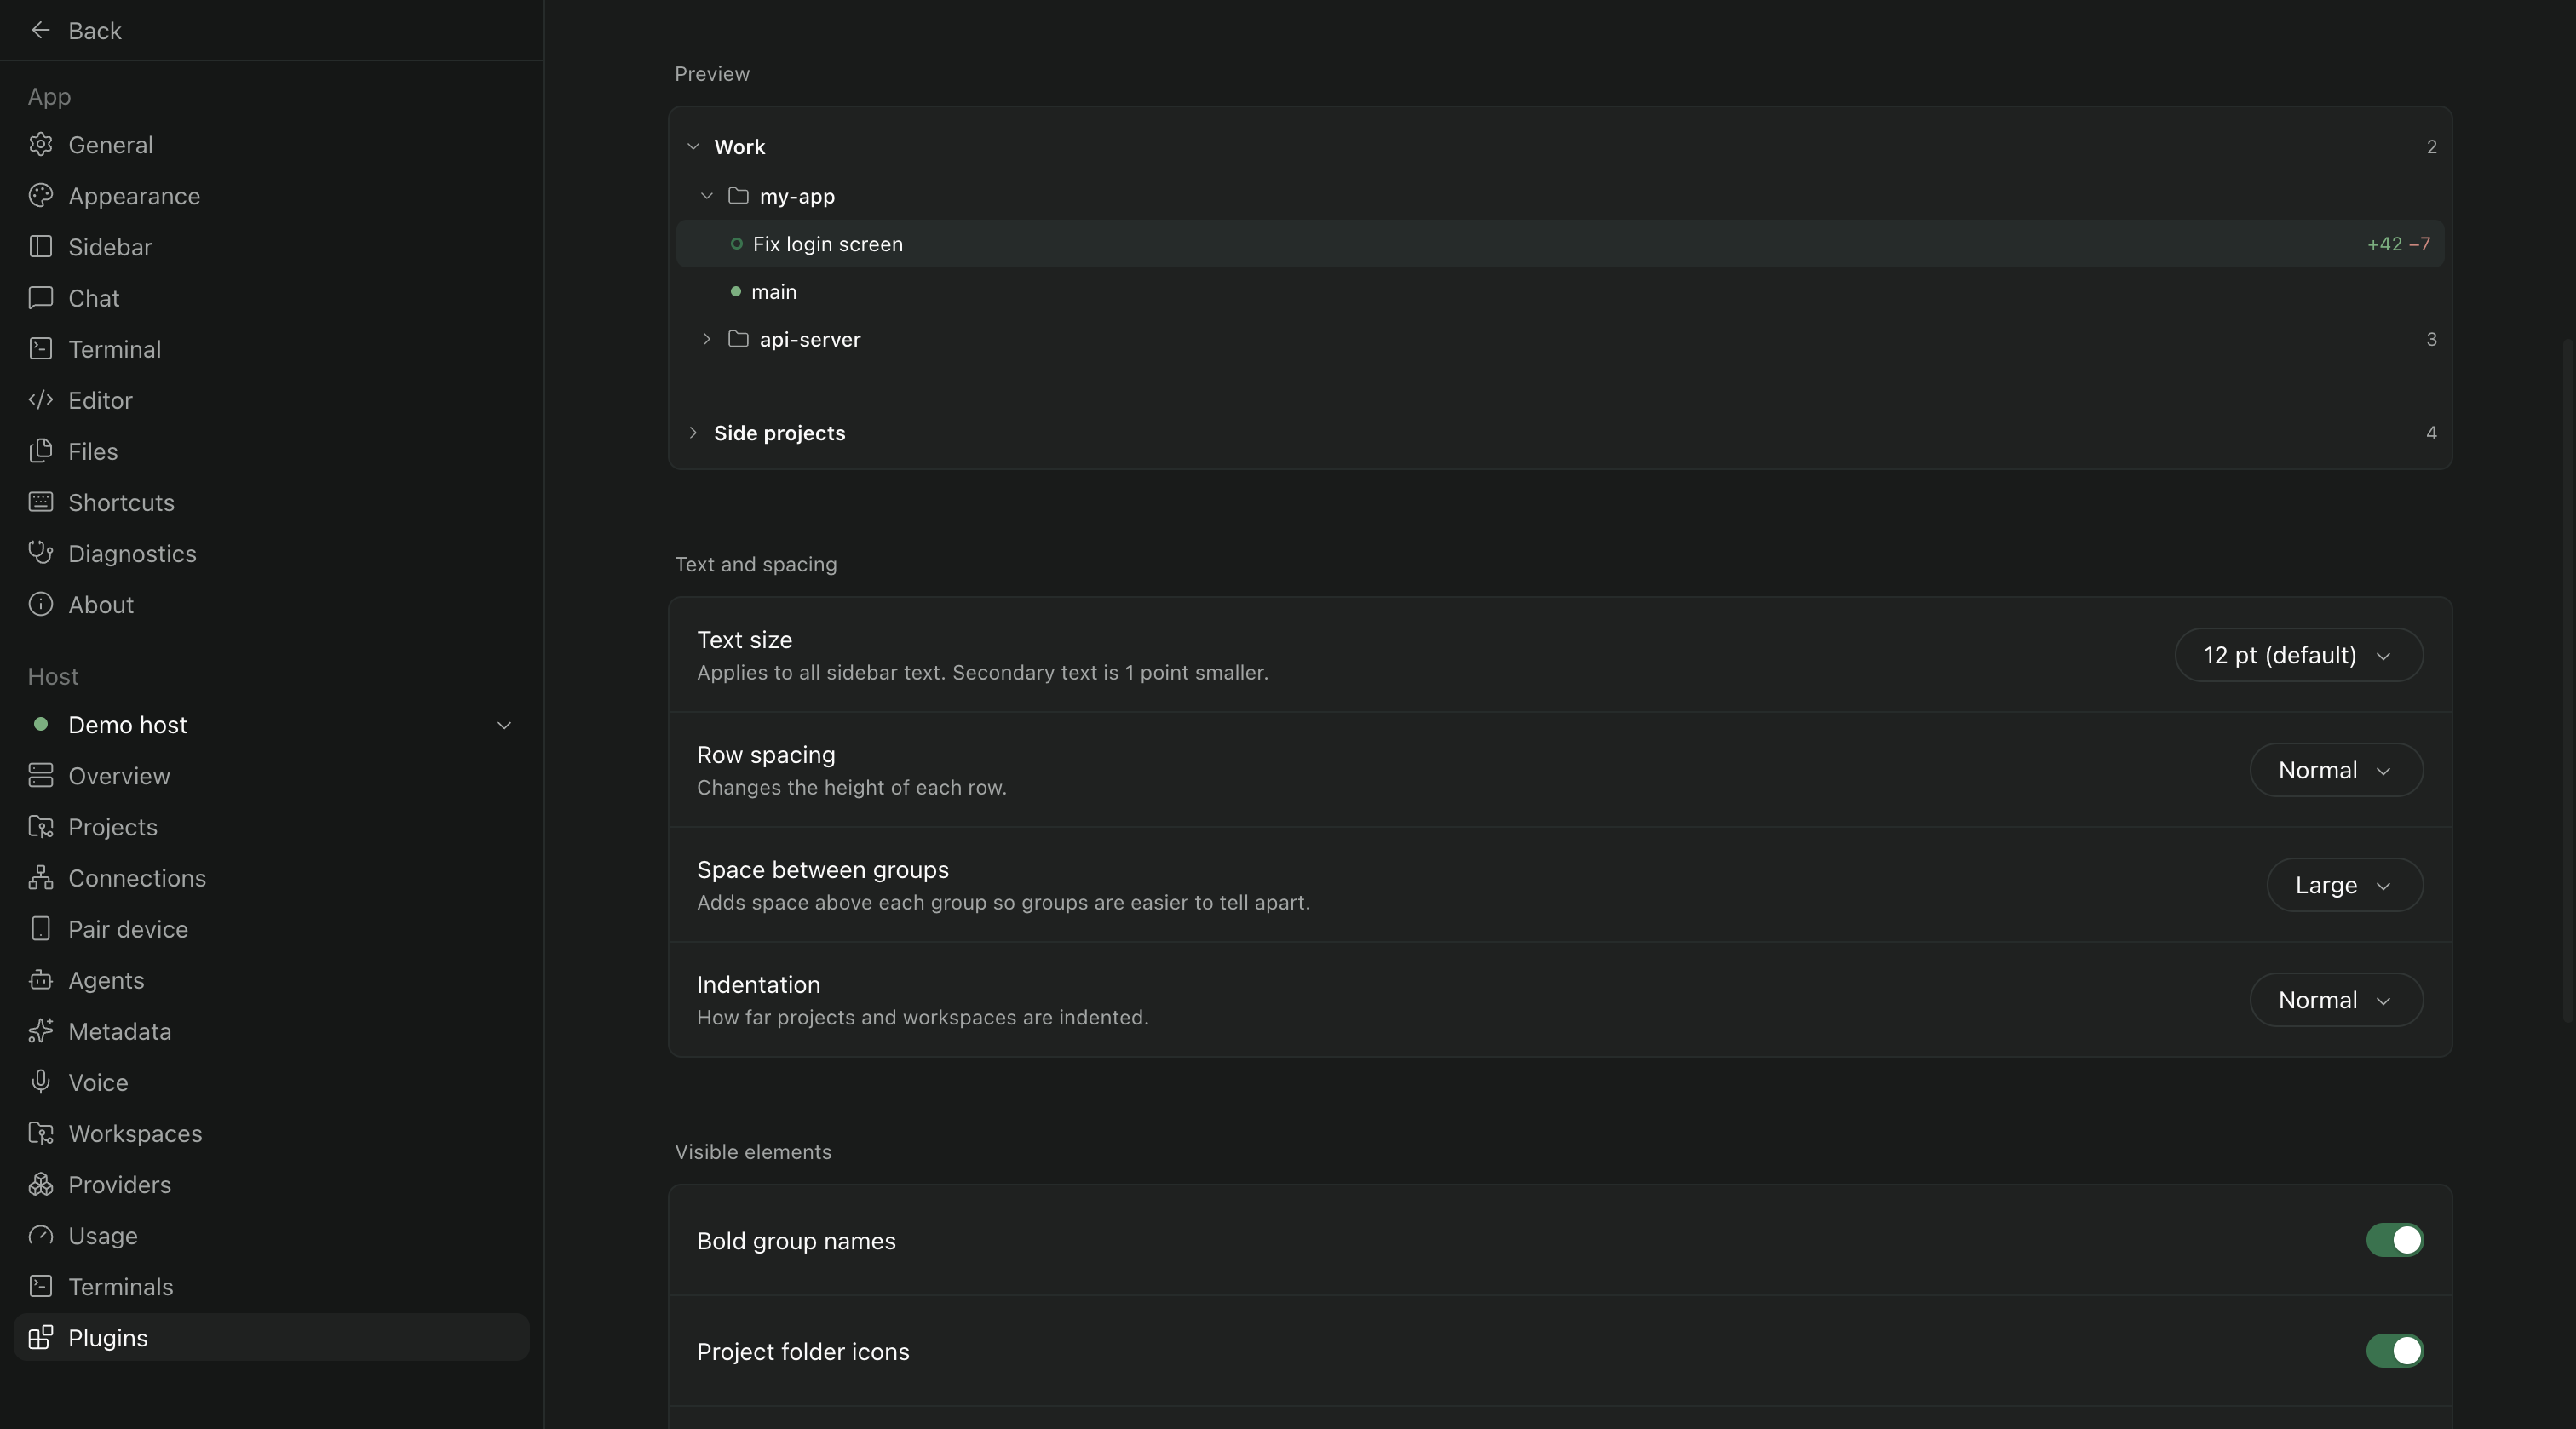 Back
App
General
Appearance
Sidebar
Chat
Terminal
Editor
Files
Shortcuts
Diagnostics
About
Host
Demo host
Overview
Projects
Connections
Pair device
Agents
Metadata
Voice
Workspaces
Providers
Usage
Terminals
Plugins
Preview
Work 2
my-app
Fix login screen +42 −7
main
api-server 3
Side projects 4
Text and spacing
Text size
Applies to all sidebar text. Secondary text is 1 point smaller.
12 pt (default)
Row spacing
Changes the height of each row.
Normal
Space between groups
Adds space above each group so groups are easier to tell apart.
Large
Indentation
How far projects and workspaces are indented.
Normal
Visible elements
Bold group names
Project folder icons